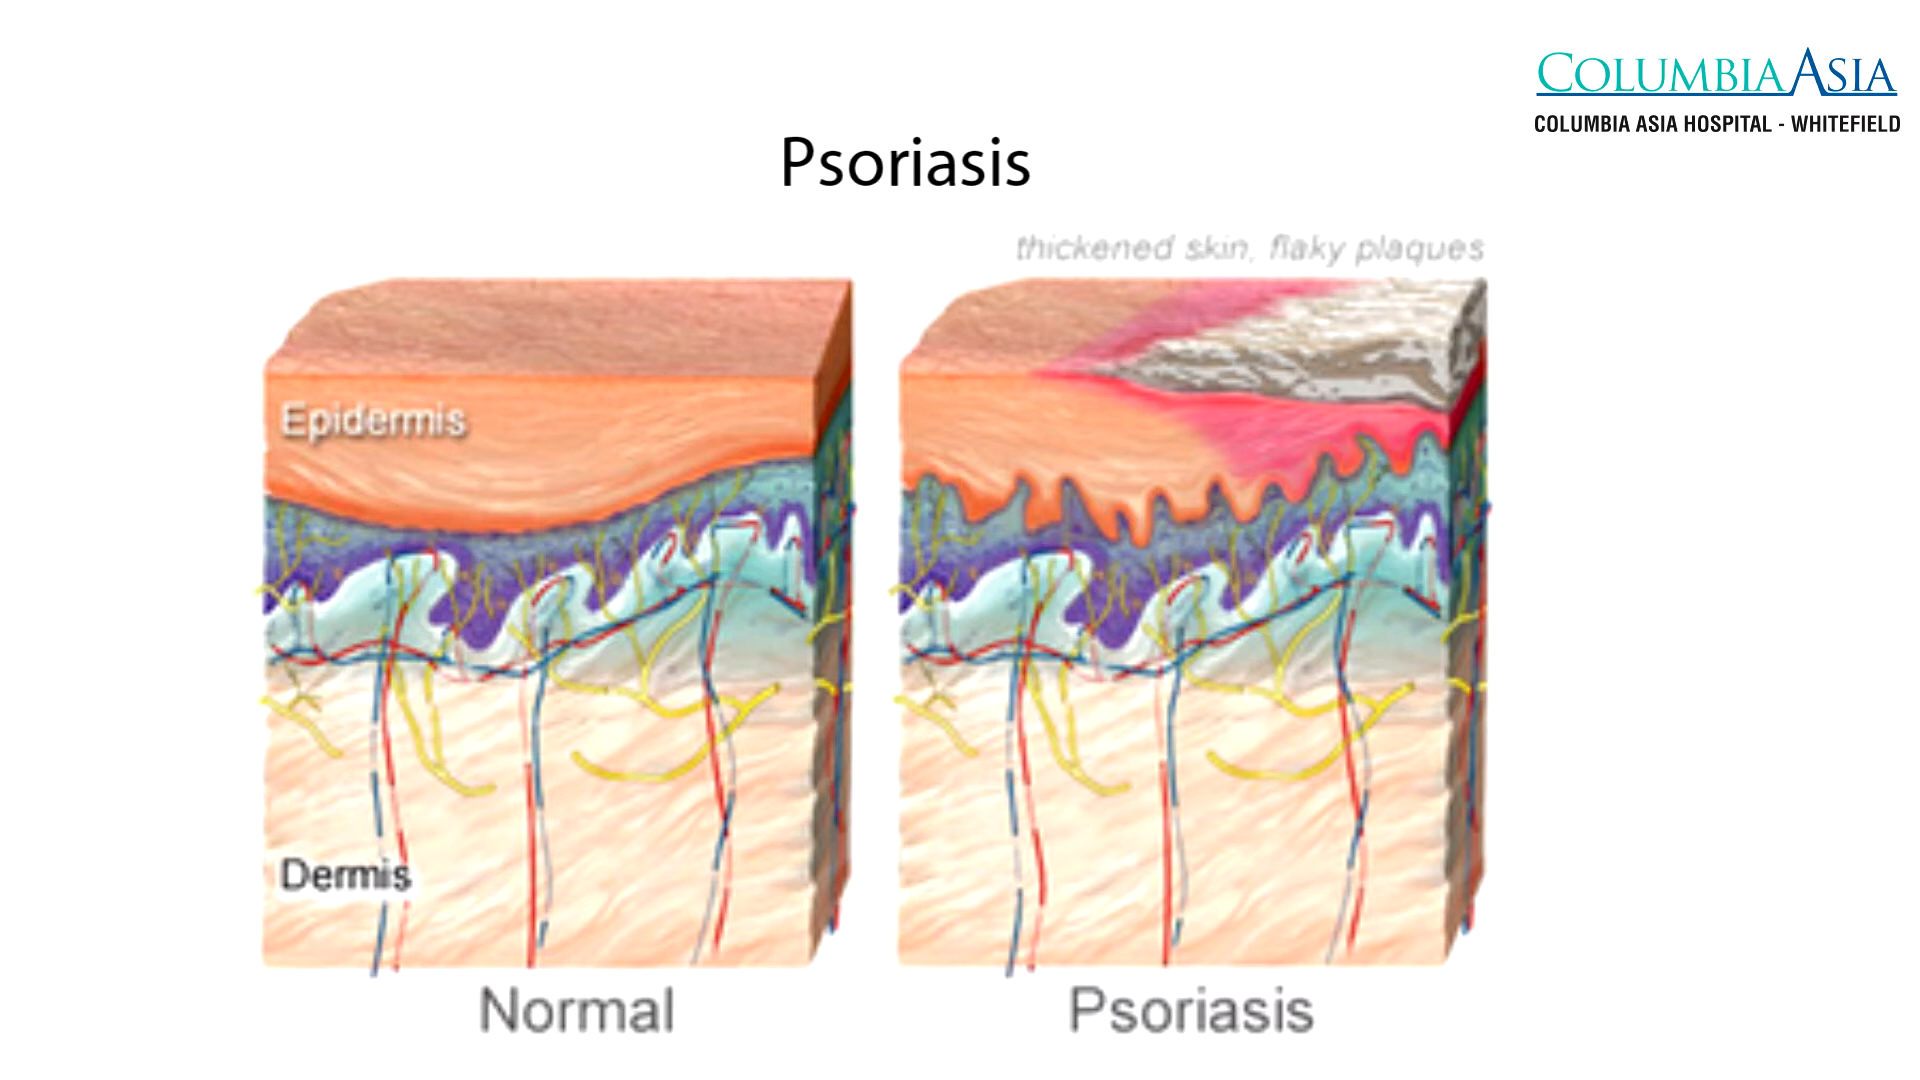 COLUMBIA ASIA
COLUMBIA ASIA HOSPITAL - WHITEFIELD
Psoriasis
thickened skin, flaky plaques
Epidermis
Dermis
Normal
Psoriasis